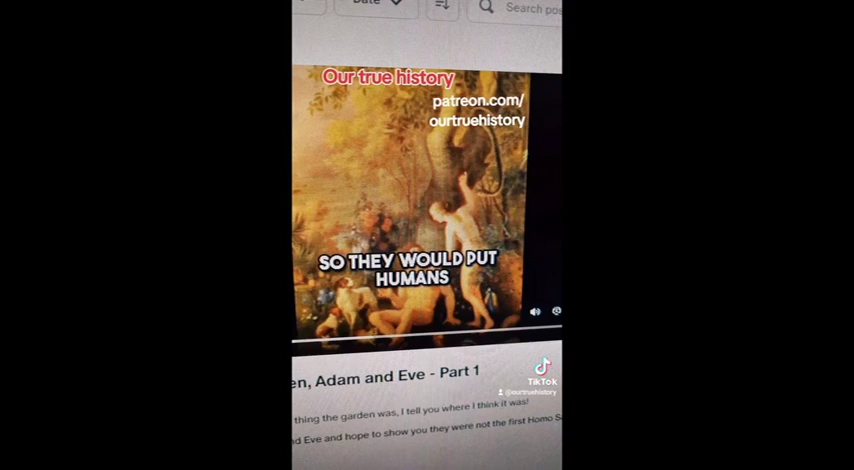 Date
Search pos
Our true history
patreon.com/
ourtruehistory
SO THEY WOULD PUT
HUMANS
en, Adam and Eve - Part 1
thing the garden was, I tell you where I think it was!
nd Eve and hope to show you they were not the first Homo S
TikTok
@ourtruehistory